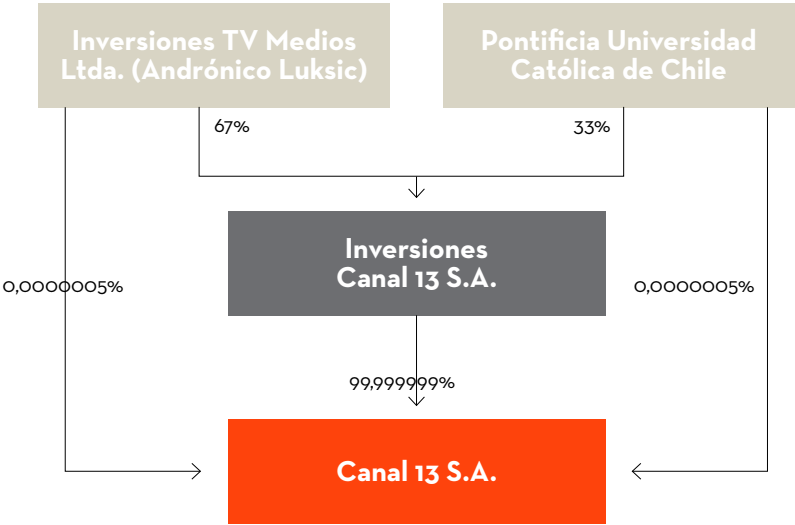 Inversiones TV Medios
Ltda. (Andrónico Luksic)
Pontificia Universidad
Católica de Chile
67%
33%
Inversiones
Canal 13 S.A.
0,0000005%
0,0000005%
99,999999%
Canal 13 S.A.